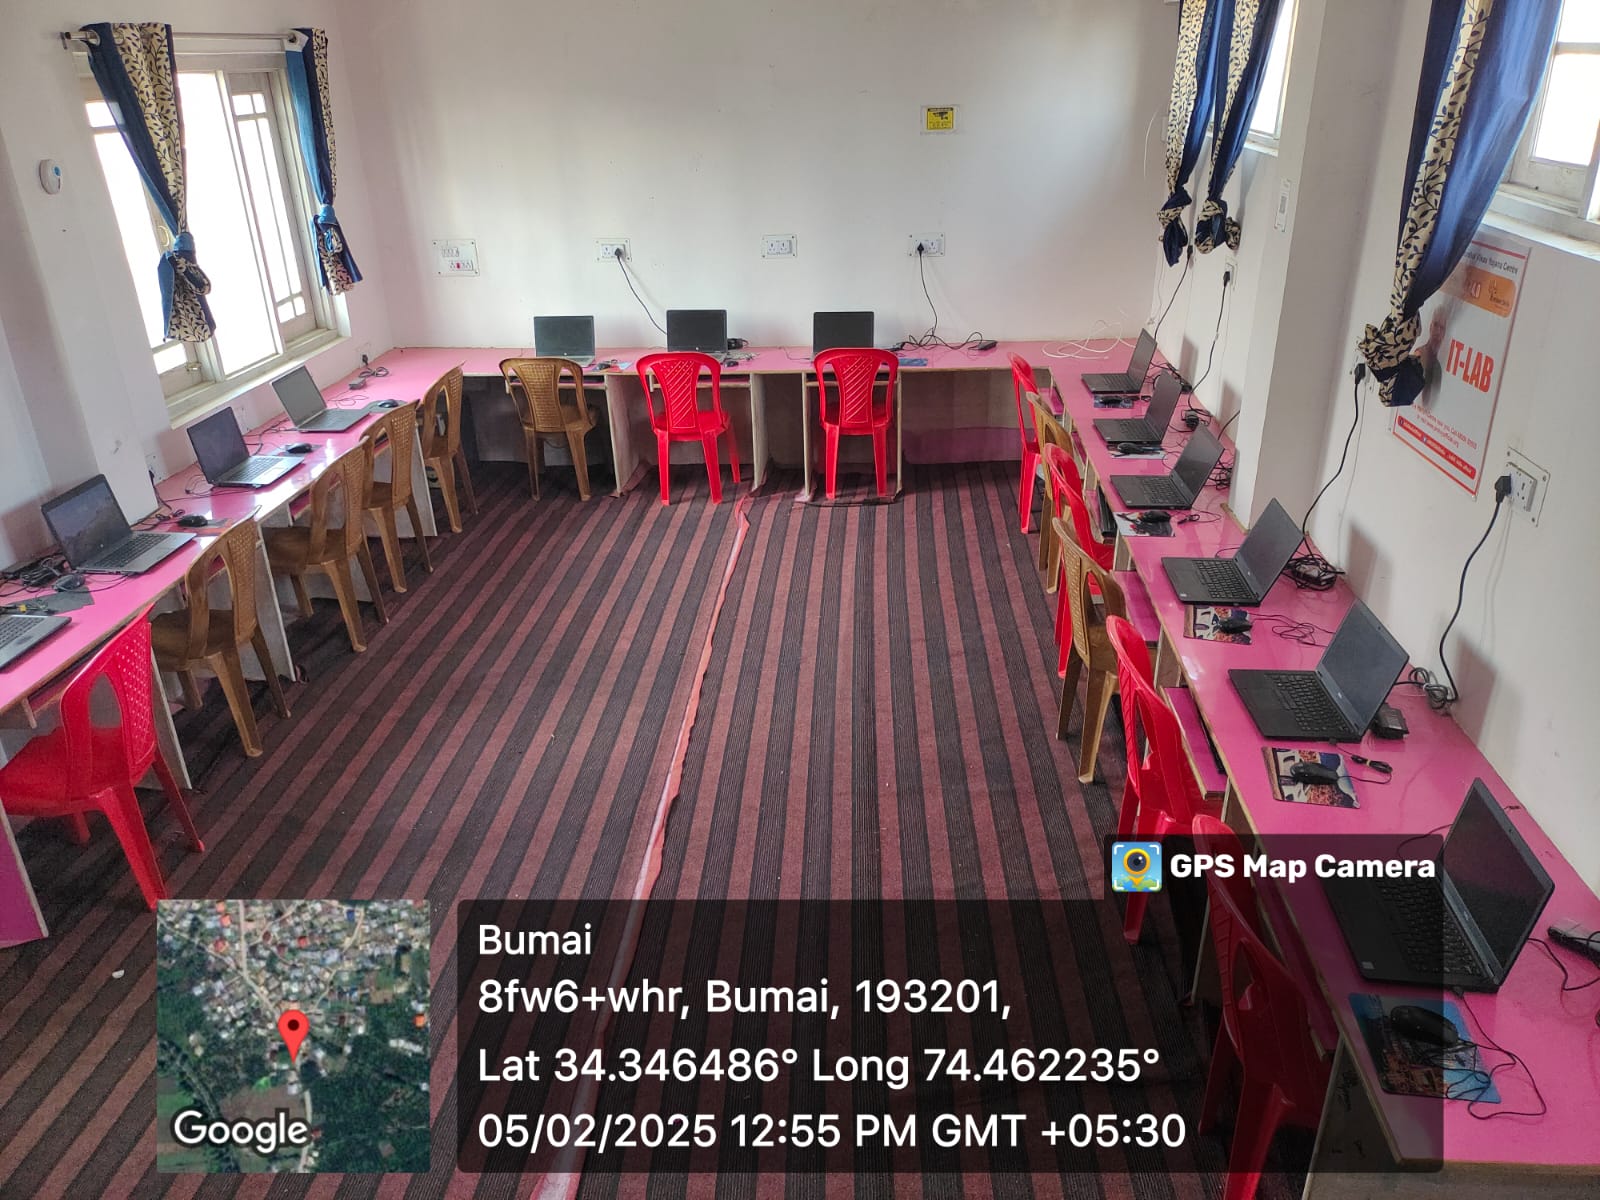 IT-LAB
GPS Map Camera
Bumai
8fw6+whr, Bumai, 193201,
Lat 34.346486° Long 74.462235°
05/02/2025 12:55 PM GMT +05:30
Google